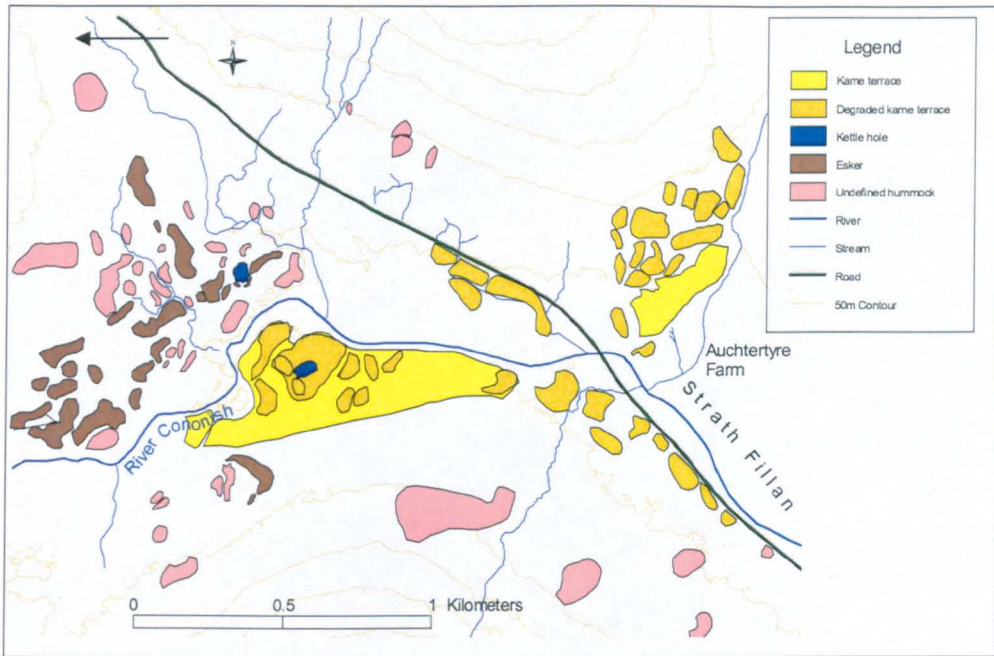 N
Legend
Kame terrace
Degraded kame terrace
Kettle hole
Esker
Undefined hummock
River
Stream
Road
50m Contour
Auchtertyre
Farm
Strath Fillan
River Cononish
0 0.5 1 Kilometers